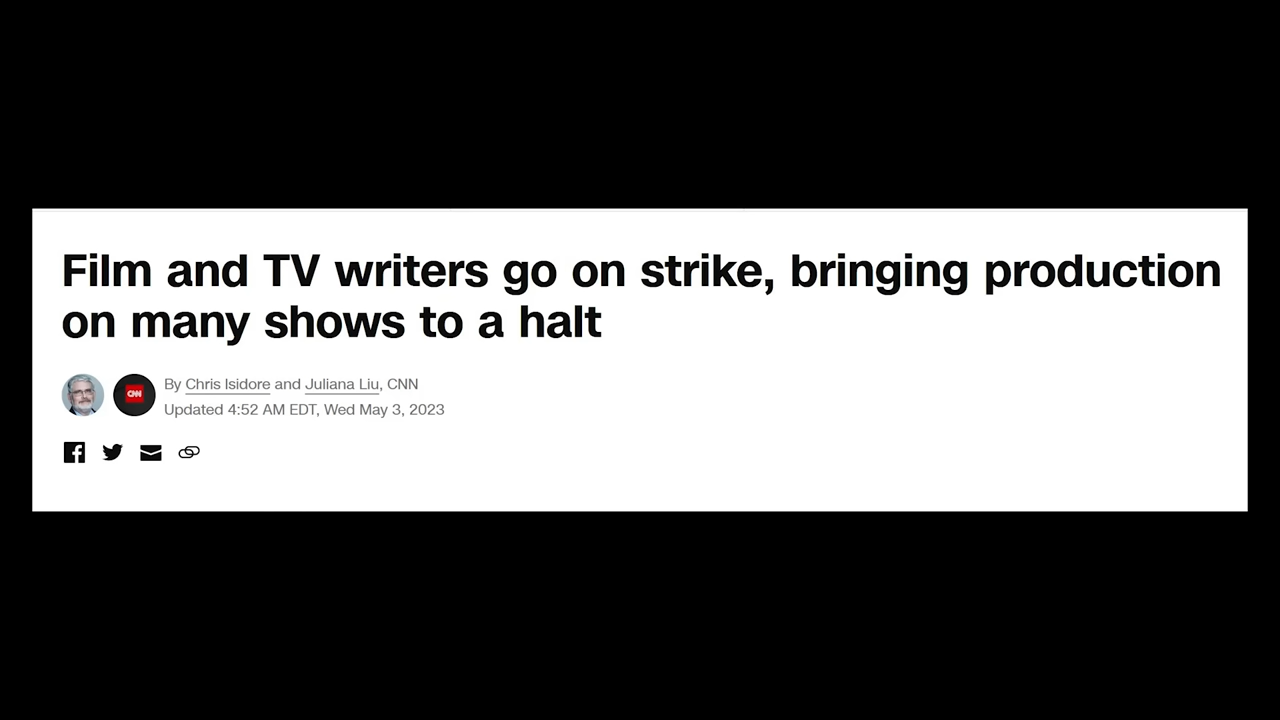 Film and TV writers go on strike, bringing production
on many shows to a halt
CNN
By Chris Isidore and Juliana Liu, CNN
Updated 4:52 AM EDT, Wed May 3, 2023